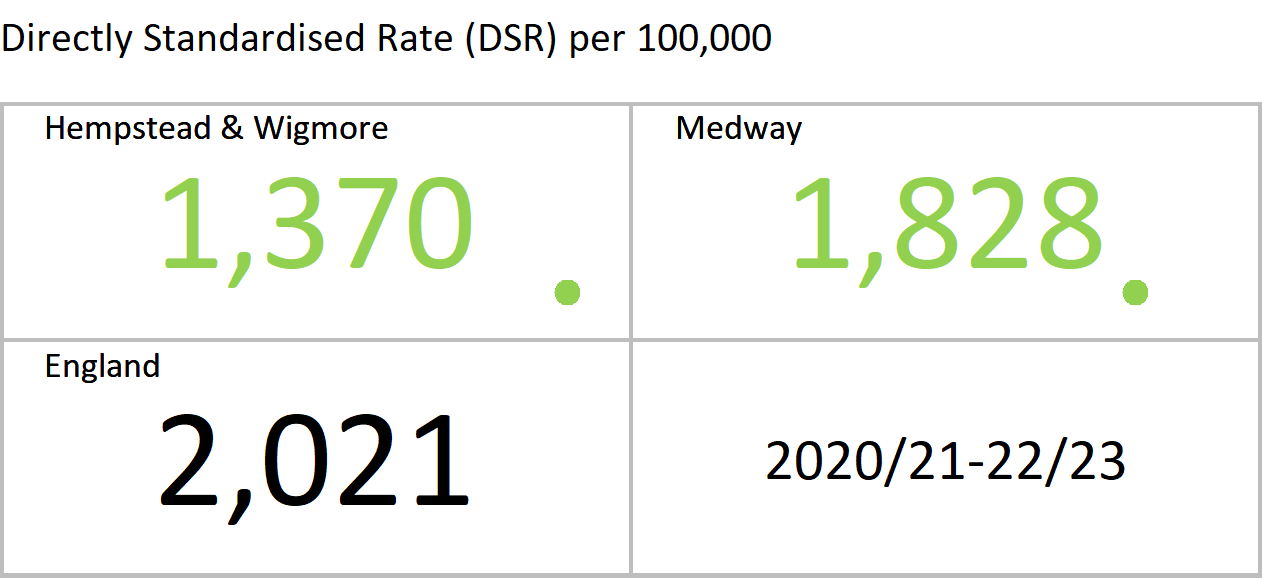 Directly Standardised Rate (DSR) per 100,000
Hempstead & Wigmore
1,370
Medway
1,828
England
2,021
2020/21-22/23